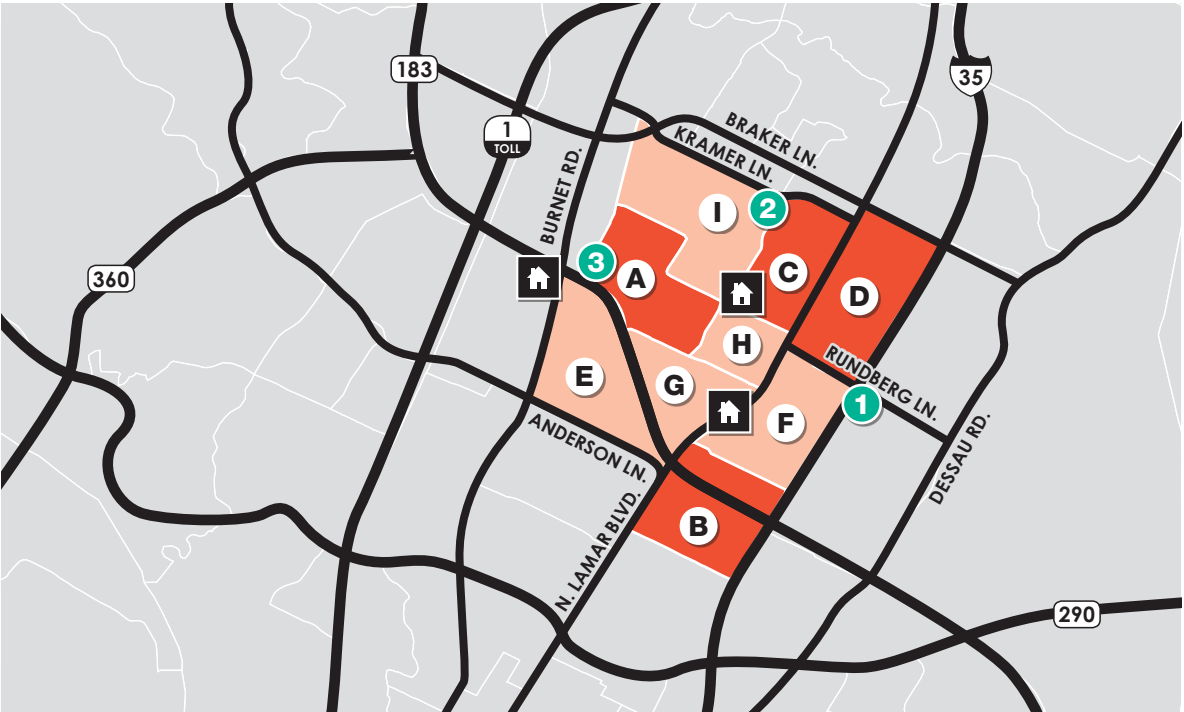 183
35
1
TOLL
BRAKER LN.
KRAMER LN.
BURNET RD.
I
2
3
A
C
D
360
H
RUNDBERG LN.
E
G
1
F
ANDERSON LN.
DESSAU RD.
N. LAMAR BLVD.
B
290